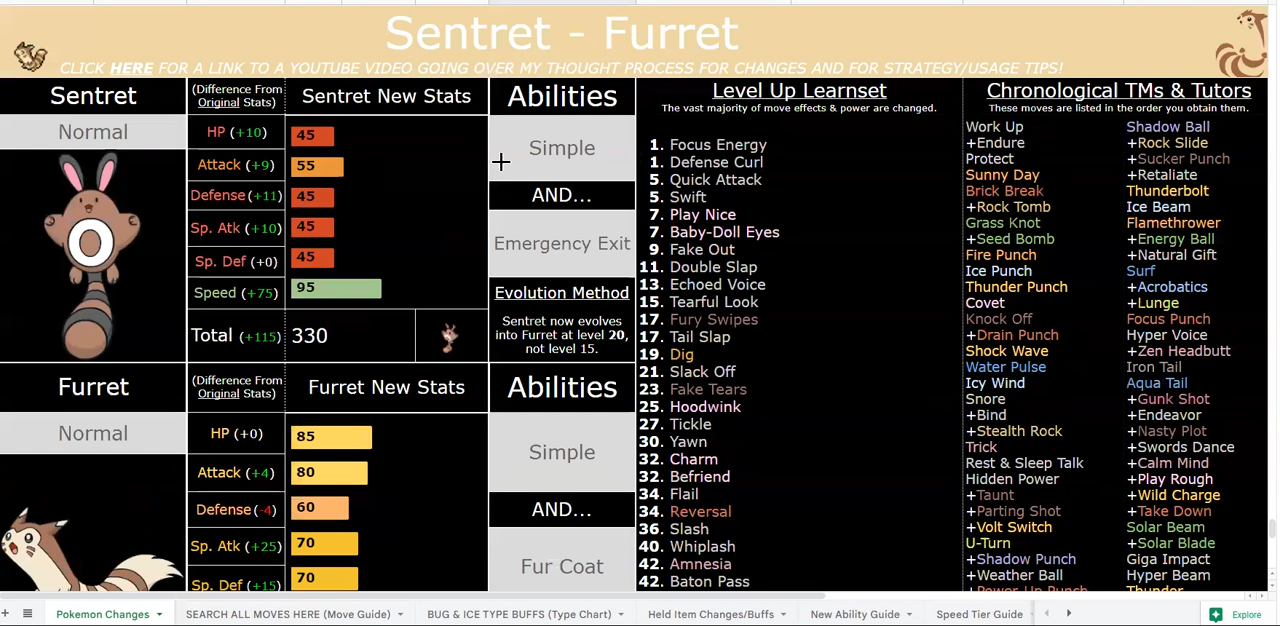 Sentret - Furret
CLICK HERE FOR A LINK TO A YOUTUBE VIDEO GOING OVER MY THOUGHT PROCESS FOR CHANGES AND FOR STRATEGY/USAGE TIPS!
Sentret
Normal
(Difference From
Original Stats)
Sentret New Stats
HP (+10)
45
Attack (+9)
55
Defense (+11)
45
Sp. Atk (+10)
45
Sp. Def (+0)
45
Speed (+75)
95
Total (+115)
330
Abilities
Simple
AND...
Emergency Exit
Evolution Method
Sentret now evolves
into Furret at level 20,
not level 15.
Furret
Normal
(Difference From
Original Stats)
Furret New Stats
HP (+0)
85
Attack (+4)
80
Defense (-4)
60
Sp. Atk (+25)
70
Sp. Def (+15)
70
Abilities
Simple
AND...
Fur Coat
Level Up Learnset
The vast majority of move effects & power are changed.
1. Focus Energy
1. Defense Curl
5. Quick Attack
5. Swift
7. Play Nice
7. Baby-Doll Eyes
9. Fake Out
11. Double Slap
13. Echoed Voice
15. Tearful Look
17. Fury Swipes
17. Tail Slap
19. Dig
21. Slack Off
23. Fake Tears
25. Hoodwink
27. Tickle
30. Yawn
32. Charm
32. Befriend
34. Flail
34. Reversal
36. Slash
40. Whiplash
42. Amnesia
42. Baton Pass
Chronological TMs & Tutors
These moves are listed in the order you obtain them.
Work Up
+Endure
Protect
Sunny Day
Brick Break
+Rock Tomb
Grass Knot
+Seed Bomb
Fire Punch
Ice Punch
Thunder Punch
Covet
Knock Off
+Drain Punch
Shock Wave
Water Pulse
Icy Wind
Snore
+Bind
+Stealth Rock
Trick
Rest & Sleep Talk
Hidden Power
+Taunt
+Parting Shot
+Volt Switch
U-Turn
+Shadow Punch
+Weather Ball
+Power-Up Punch
Shadow Ball
+Rock Slide
+Sucker Punch
+Retaliate
Thunderbolt
Ice Beam
Flamethrower
+Energy Ball
+Natural Gift
Surf
+Acrobatics
+Lunge
Focus Punch
Hyper Voice
+Zen Headbutt
Iron Tail
Aqua Tail
+Gunk Shot
+Endeavor
+Nasty Plot
+Swords Dance
+Calm Mind
+Play Rough
+Wild Charge
+Take Down
Solar Beam
+Solar Blade
Giga Impact
Hyper Beam
Thunder
Pokemon Changes
SEARCH ALL MOVES HERE (Move Guide)
BUG & ICE TYPE BUFFS (Type Chart)
Held Item Changes/Buffs
New Ability Guide
Speed Tier Guide
Explore